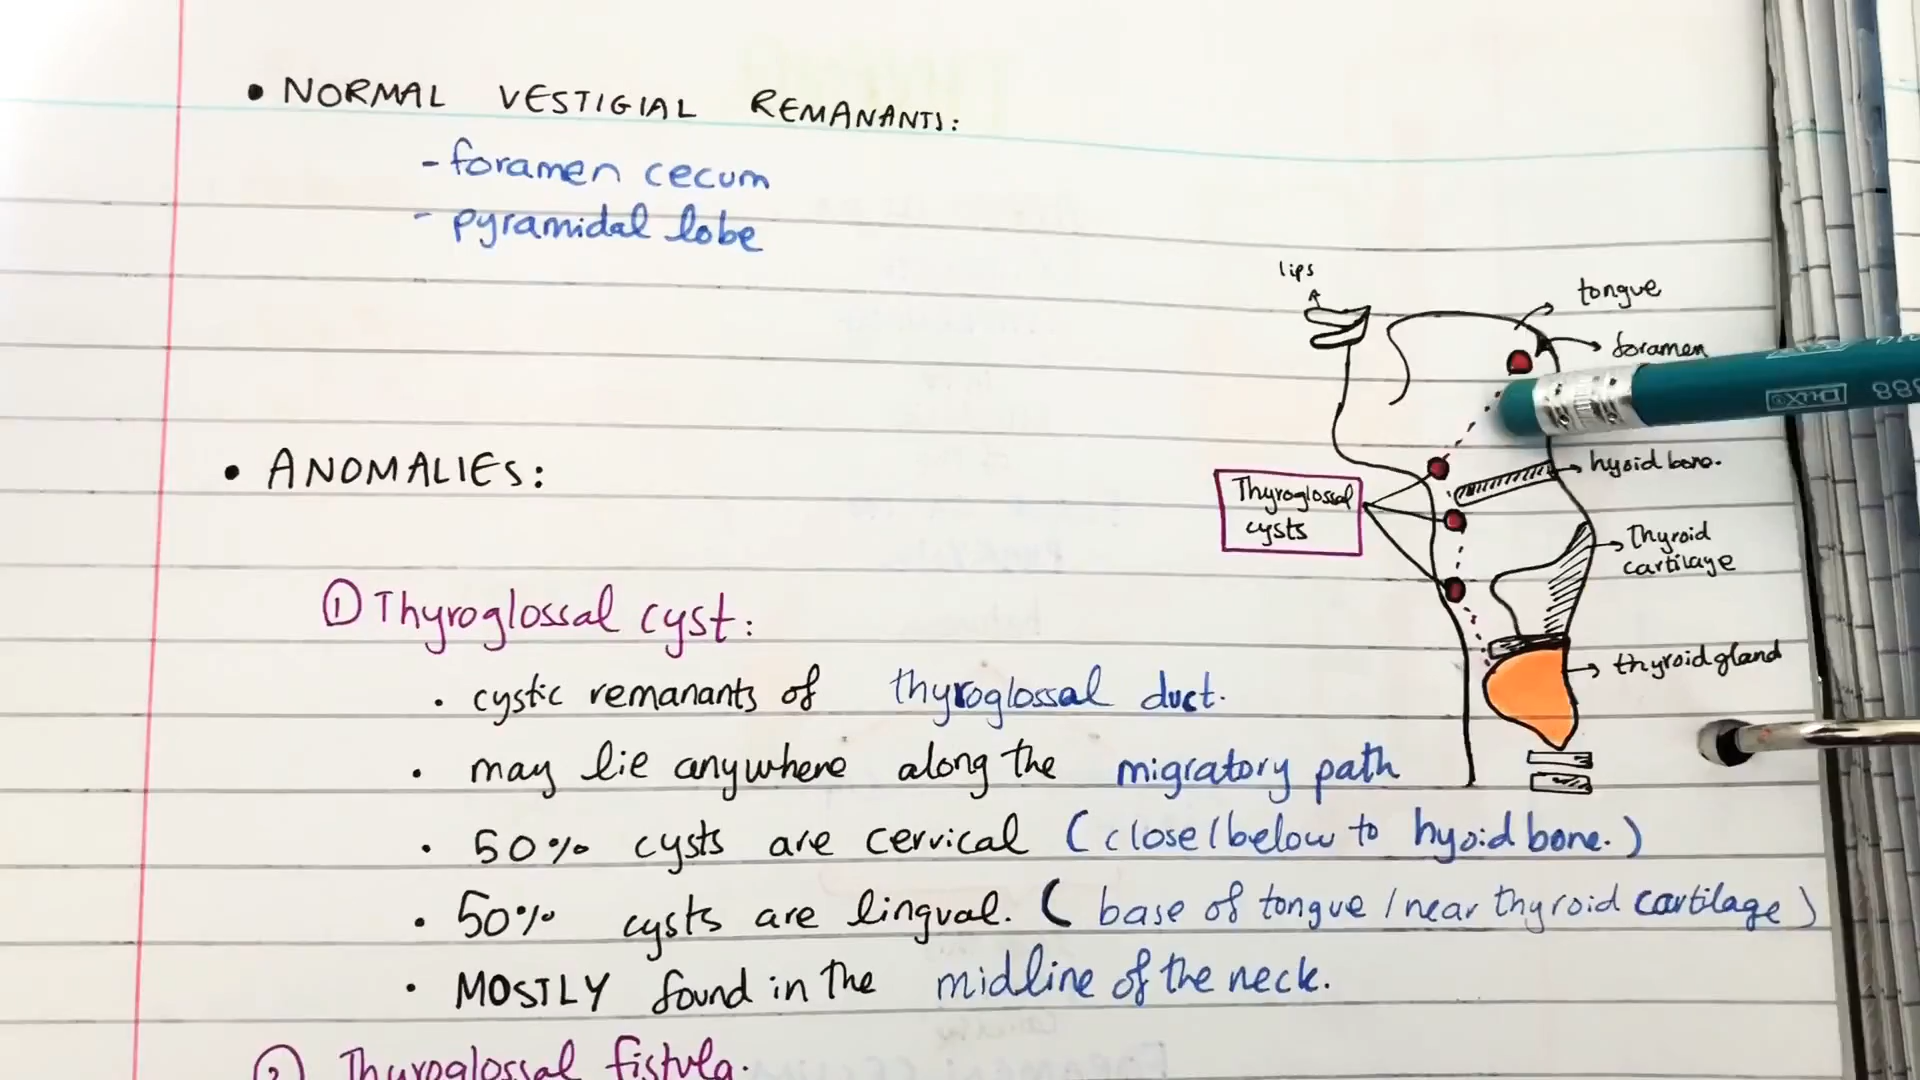 • NORMAL VESTIGIAL REMANANTS:
- foramen cecum
- pyramidal lobe
lips
tongue
foramen
hyoid bone.
Thyroglossal
cysts
Thyroid
cartilage
thyroid gland
• ANOMALIES:
① Thyroglossal cyst:
• cystic remanants of thyroglossal duct.
• may lie anywhere along the migratory path
• 50% cysts are cervical (close/below to hyoid bone.)
• 50% cysts are lingual. (base of tongue / near thyroid cartilage)
• MOSTLY found in the midline of the neck.
② Thyroglossal fistula.
DUX
888